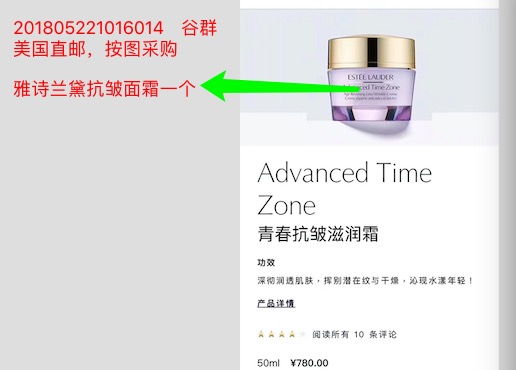 201805221016014 谷群
美国直邮，按图采购
雅诗兰黛抗皱面霜一个
ESTĒE LAUDER
Advanced Time Zone
Advanced Time
Zone
青春抗皱滋润霜
功效
深彻润透肌肤，挥别潜在纹与干燥，沁现水漾年轻！
产品详情
阅读所有 10 条评论
50ml ¥780.00